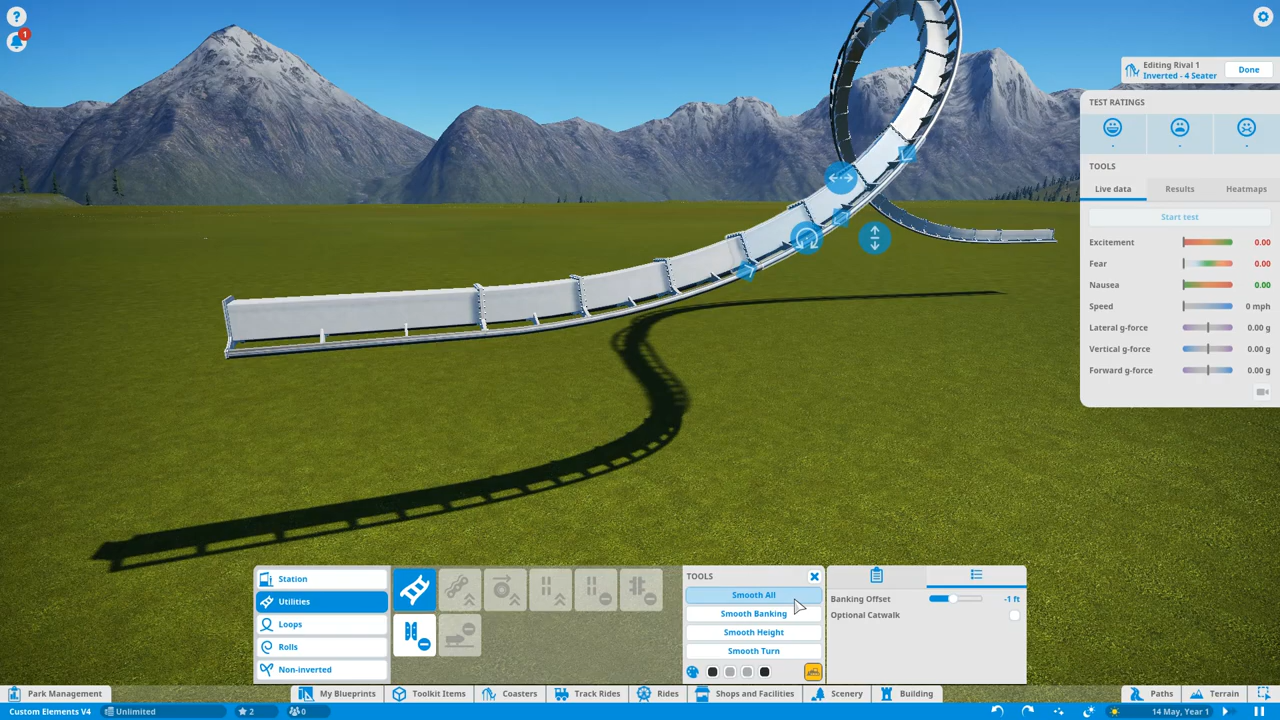 ?
1
Editing Rival 1
Inverted - 4 Seater
Done
TEST RATINGS
- - -
TOOLS
Live data Results Heatmaps
Start test
Excitement 0.00
Fear 0.00
Nausea 0.00
Speed 0 mph
Lateral g-force 0.00 g
Vertical g-force 0.00 g
Forward g-force 0.00 g
Station
Utilities
Loops
Rolls
Non-inverted
TOOLS
Smooth All
Smooth Banking
Smooth Height
Smooth Turn
Banking Offset -1 ft
Optional Catwalk
Park Management My Blueprints Toolkit Items Coasters Track Rides Rides Shops and Facilities Scenery Building Paths Terrain
Custom Elements V4 Unlimited 2 0 14 May, Year 1